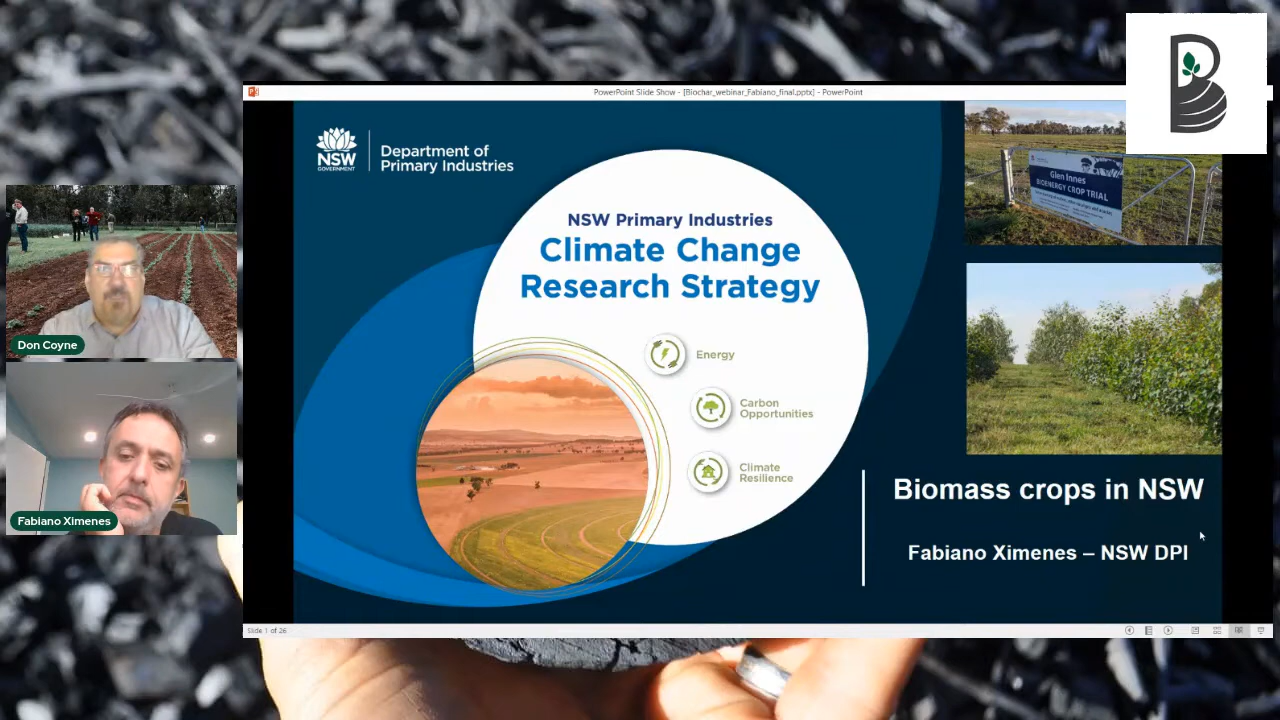 PowerPoint Slide Show - [Biochar_webinar_Fabiano_final.pptx] - PowerPoint
NSW
GOVERNMENT
Department of
Primary Industries
NSW Primary Industries
Climate Change
Research Strategy
Energy
Carbon
Opportunities
Climate
Resilience
Glen Innes
BIOENERGY CROP TRIAL
Biomass crops in NSW
Fabiano Ximenes – NSW DPI
Don Coyne
Fabiano Ximenes
Slide 1 of 26
B